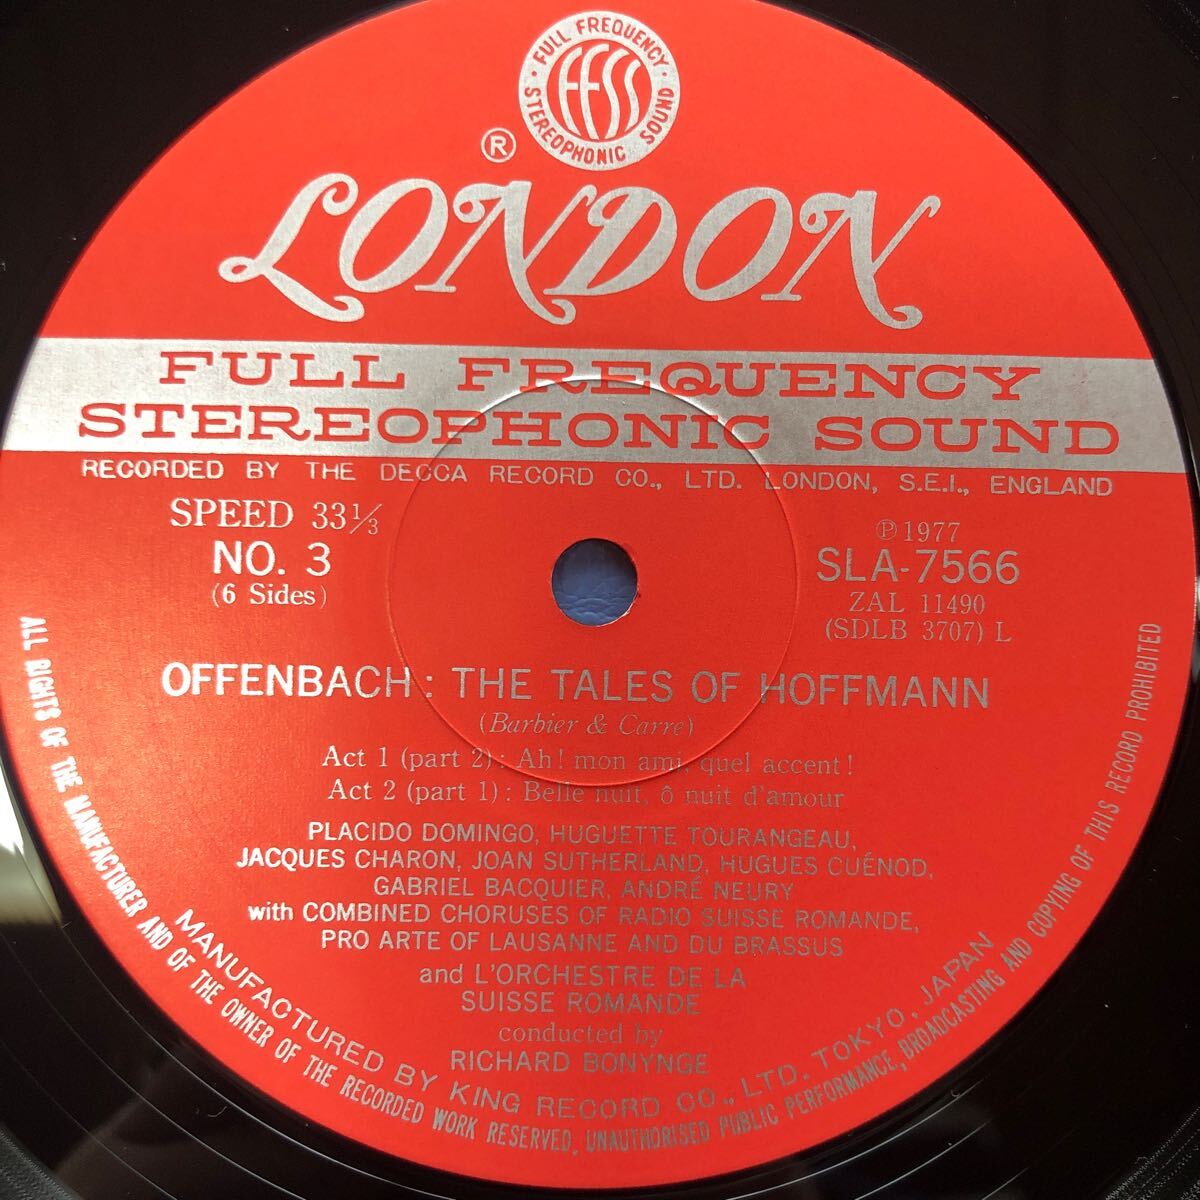 · FULL FREQUENCY · STEREOPHONIC SOUND
FFSS
®
LONDON
FULL FREQUENCY
STEREOPHONIC SOUND
RECORDED BY THE DECCA RECORD CO., LTD. LONDON, S.E.I., ENGLAND
SPEED 33⅓
NO. 3
(6 Sides)
Ⓟ1977
SLA-7566
ZAL 11490
(SDLB 3707) L
OFFENBACH : THE TALES OF HOFFMANN
(Barbier & Carre)
Act 1 (part 2) : Ah! mon ami, quel accent!
Act 2 (part 1) : Belle nuit, ô nuit d'amour
PLACIDO DOMINGO, HUGUETTE TOURANGEAU,
JACQUES CHARON, JOAN SUTHERLAND, HUGUES CUÉNOD,
GABRIEL BACQUIER, ANDRÉ NEURY
with COMBINED CHORUSES OF RADIO SUISSE ROMANDE,
PRO ARTE OF LAUSANNE AND DU BRASSUS
and L'ORCHESTRE DE LA
SUISSE ROMANDE
conducted by
RICHARD BONYNGE
MANUFACTURED BY KING RECORD CO., LTD. TOKYO, JAPAN
ALL RIGHTS OF THE MANUFACTURER AND OF THE OWNER OF THE RECORDED WORK RESERVED, UNAUTHORISED PUBLIC PERFORMANCE, BROADCASTING AND COPYING OF THIS RECORD PROHIBITED